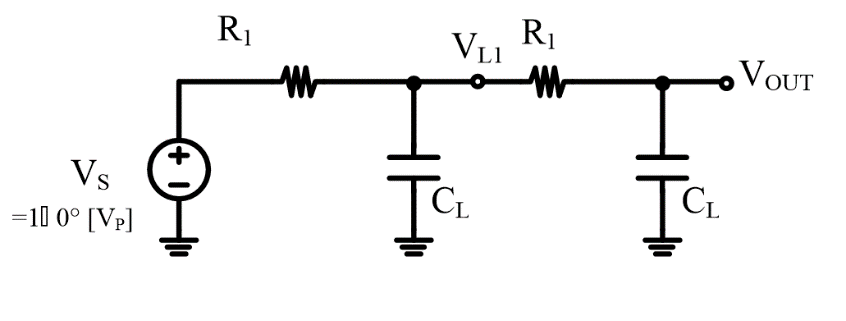 R1
R1
VL1
VOUT
+
−
VS
=1▯ 0° [VP]
CL
CL